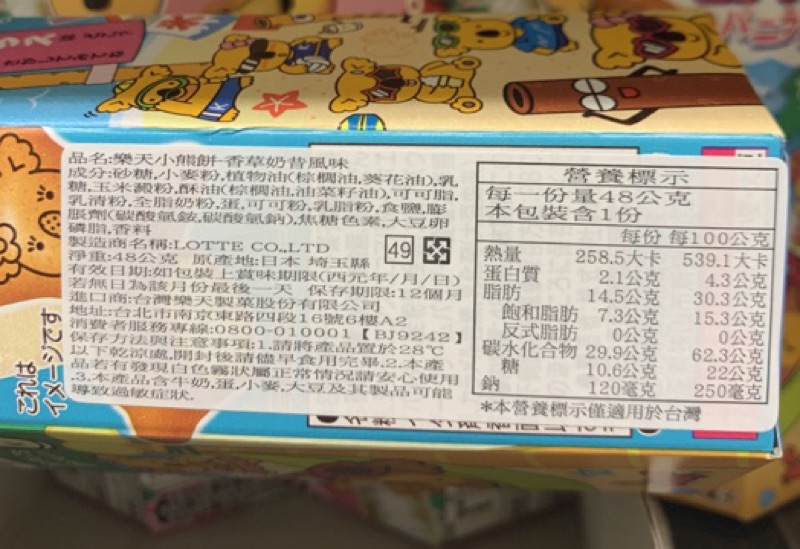 品名:樂天小熊餅-香草奶昔風味
成分:砂糖,小麥粉,植物油(棕櫚油,葵花油),乳
糖,玉米澱粉,酥油(棕櫚油,油菜籽油),可可脂,
乳清粉,全脂奶粉,蛋,可可粉,乳脂粉,食鹽,膨
脹劑(碳酸氫銨,碳酸氫鈉),焦糖色素,大豆卵
磷脂,香料
製造商名稱:LOTTE CO.,LTD
淨重:48公克 原產地:日本 埼玉縣
49
有效日期:如包裝上賞味期限(西元年/月/日)
若無日為該月份最後一天 保存期限:12個月
進口商:台灣樂天製菓股份有限公司
地址:台北市南京東路四段16號6樓A2
消費者服務專線:0800-010001【BJ9242】
保存方法與注意事項:1.請將產品置於28℃
以下乾涼處,開封後請儘早食用完畢.2.本產
品若有發現白色霧狀屬正常情況請安心使用
.3.本產品含牛奶,蛋,小麥,大豆及其製品可能
導致過敏症狀.
營養標示
每一份量48公克
本包裝含1份
每份 每100公克
熱量 258.5大卡 539.1大卡
蛋白質 2.1公克 4.3公克
脂肪 14.5公克 30.3公克
飽和脂肪 7.3公克 15.3公克
反式脂肪 0公克 0公克
碳水化合物 29.9公克 62.3公克
糖 10.6公克 22公克
鈉 120毫克 250毫克
*本營養標示僅適用於台灣
これは
イメージです